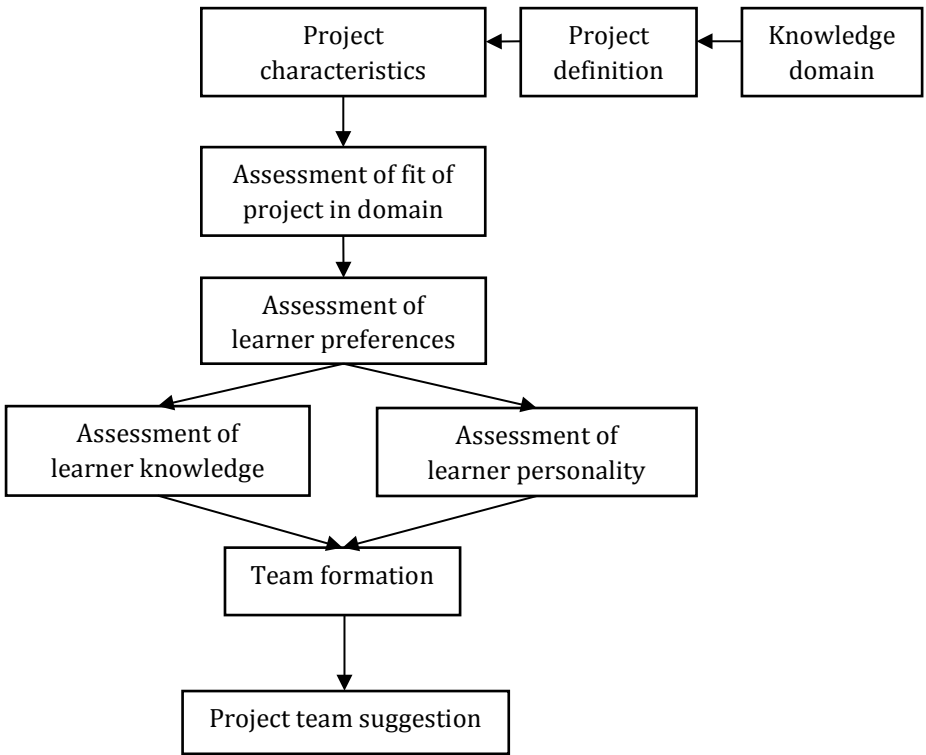 Project
characteristics
Project
definition
Knowledge
domain
Assessment of fit of
project in domain
Assessment of
learner preferences
Assessment of
learner knowledge
Assessment of
learner personality
Team formation
Project team suggestion